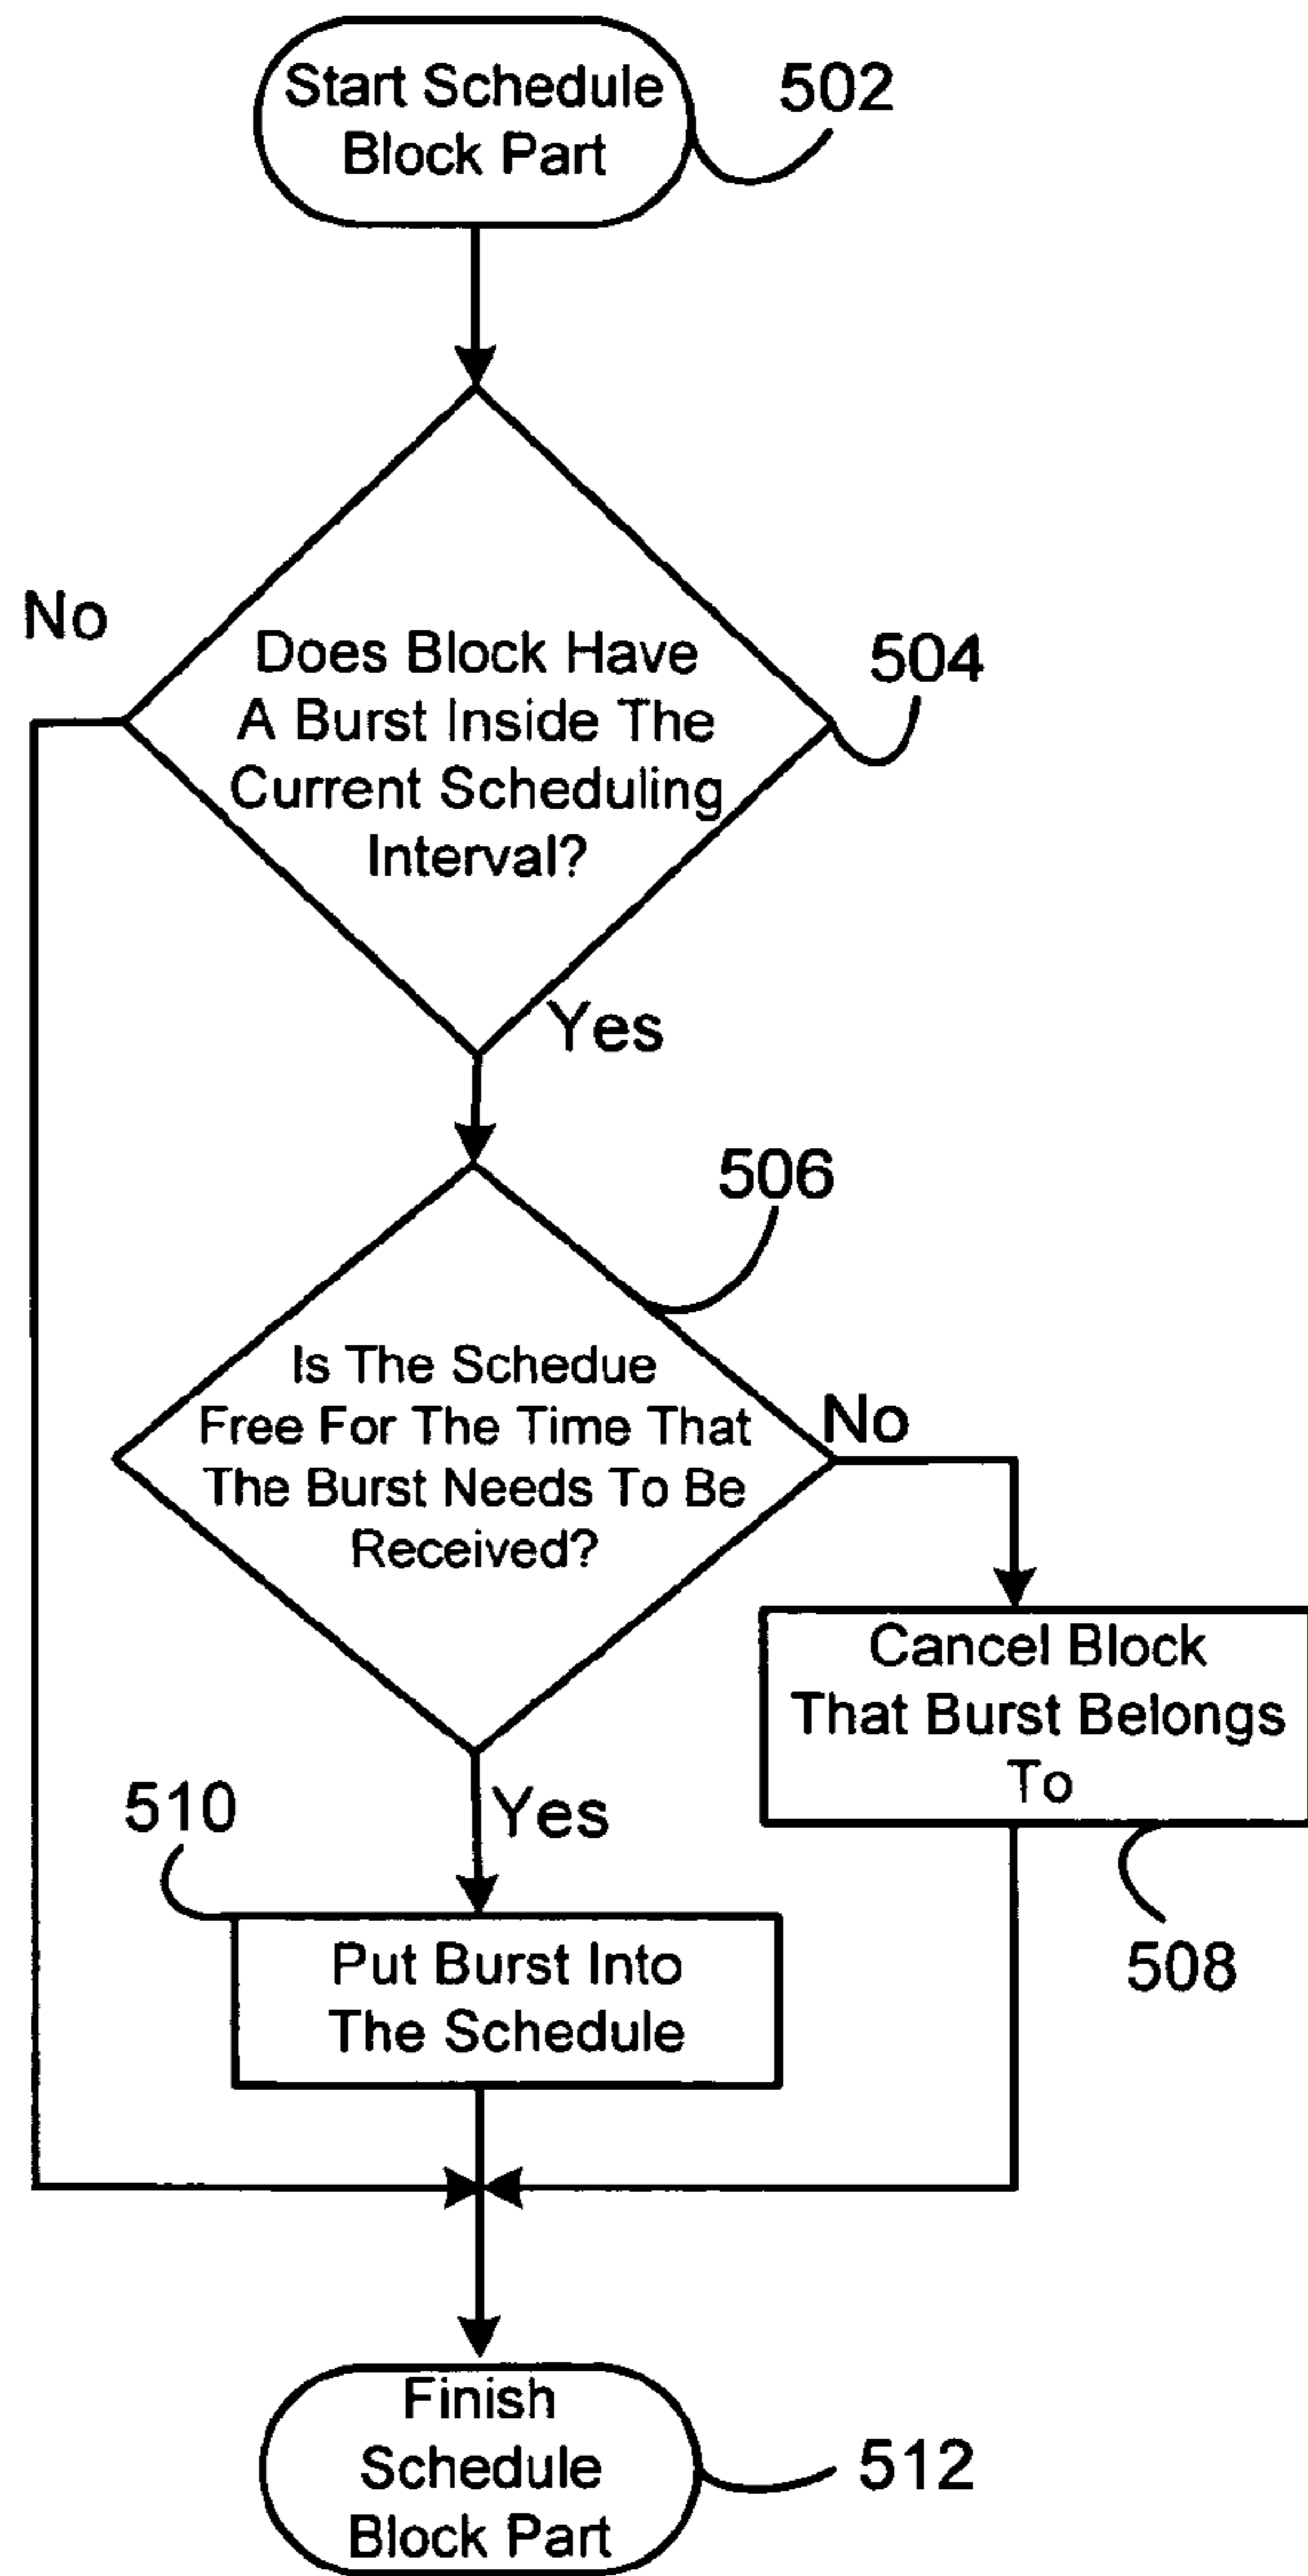 Start Schedule
Block Part
502
No
Does Block Have
A Burst Inside The
Current Scheduling
Interval?
504
Yes
506
Is The Schedue
Free For The Time That
The Burst Needs To Be
Received?
No
Cancel Block
That Burst Belongs
To
508
510
Yes
Put Burst Into
The Schedule
Finish
Schedule
Block Part
512